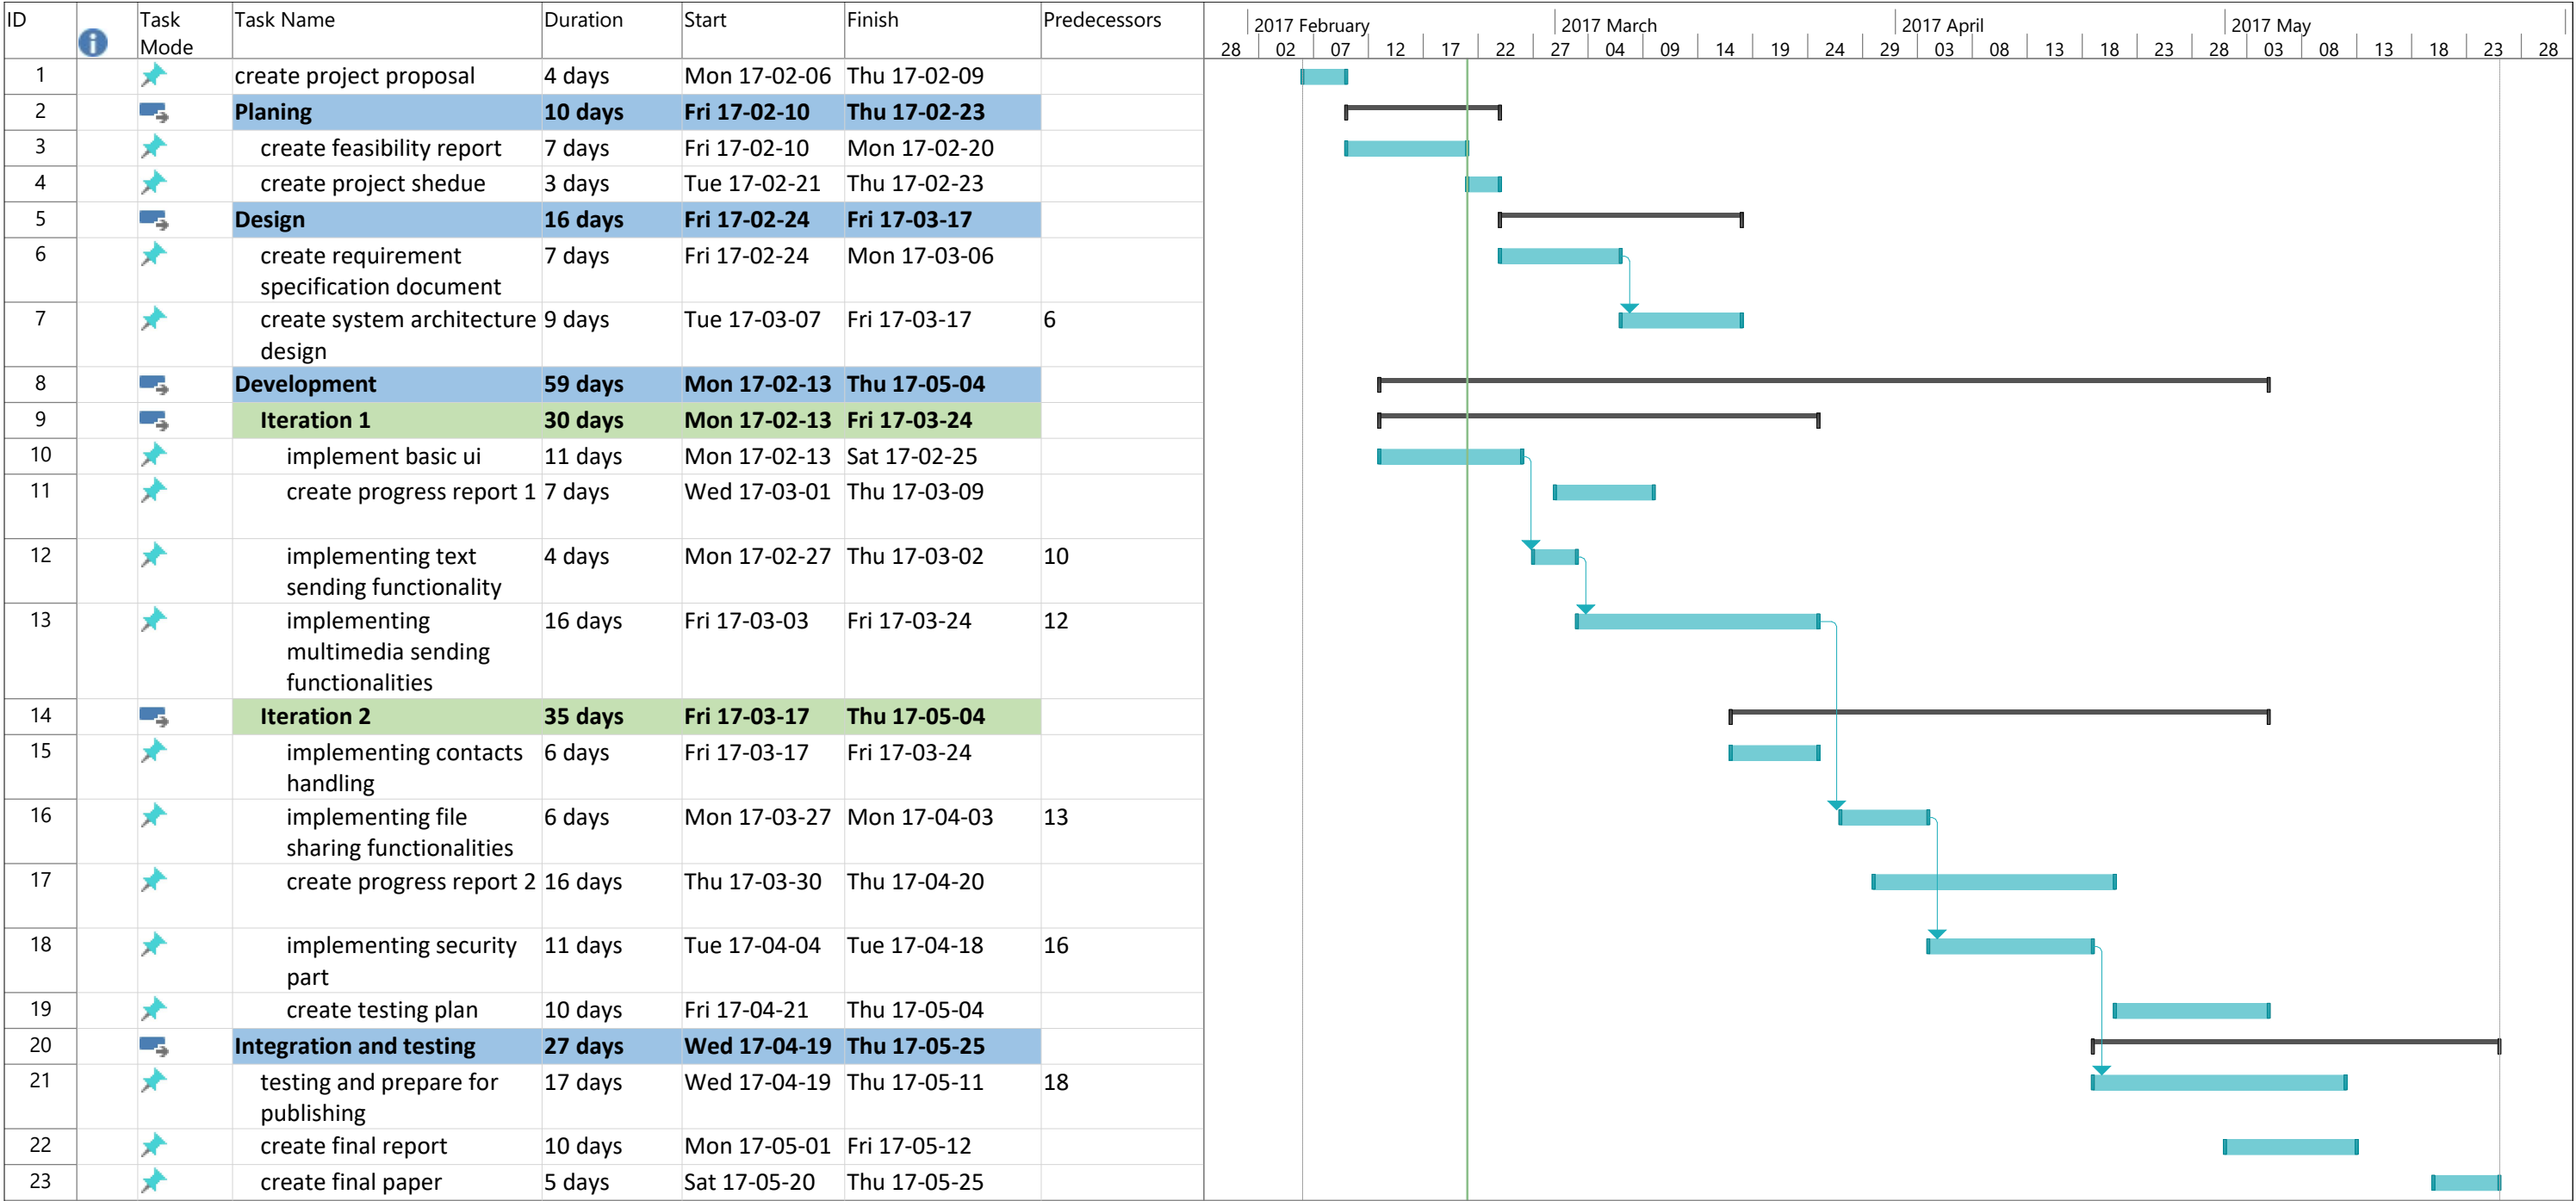 ID Task Mode Task Name Duration Start Finish Predecessors
2017 February 2017 March 2017 April 2017 May
28 02 07 12 17 22 27 04 09 14 19 24 29 03 08 13 18 23 28 03 08 13 18 23 28
1 create project proposal 4 days Mon 17-02-06 Thu 17-02-09
2 Planing 10 days Fri 17-02-10 Thu 17-02-23
3 create feasibility report 7 days Fri 17-02-10 Mon 17-02-20
4 create project shedue 3 days Tue 17-02-21 Thu 17-02-23
5 Design 16 days Fri 17-02-24 Fri 17-03-17
6 create requirement 7 days Fri 17-02-24 Mon 17-03-06
specification document
7 create system architecture 9 days Tue 17-03-07 Fri 17-03-17 6
design
8 Development 59 days Mon 17-02-13 Thu 17-05-04
9 Iteration 1 30 days Mon 17-02-13 Fri 17-03-24
10 implement basic ui 11 days Mon 17-02-13 Sat 17-02-25
11 create progress report 1 7 days Wed 17-03-01 Thu 17-03-09
12 implementing text 4 days Mon 17-02-27 Thu 17-03-02 10
sending functionality
13 implementing 16 days Fri 17-03-03 Fri 17-03-24 12
multimedia sending
functionalities
14 Iteration 2 35 days Fri 17-03-17 Thu 17-05-04
15 implementing contacts 6 days Fri 17-03-17 Fri 17-03-24
handling
16 implementing file 6 days Mon 17-03-27 Mon 17-04-03 13
sharing functionalities
17 create progress report 2 16 days Thu 17-03-30 Thu 17-04-20
18 implementing security 11 days Tue 17-04-04 Tue 17-04-18 16
part
19 create testing plan 10 days Fri 17-04-21 Thu 17-05-04
20 Integration and testing 27 days Wed 17-04-19 Thu 17-05-25
21 testing and prepare for 17 days Wed 17-04-19 Thu 17-05-11 18
publishing
22 create final report 10 days Mon 17-05-01 Fri 17-05-12
23 create final paper 5 days Sat 17-05-20 Thu 17-05-25